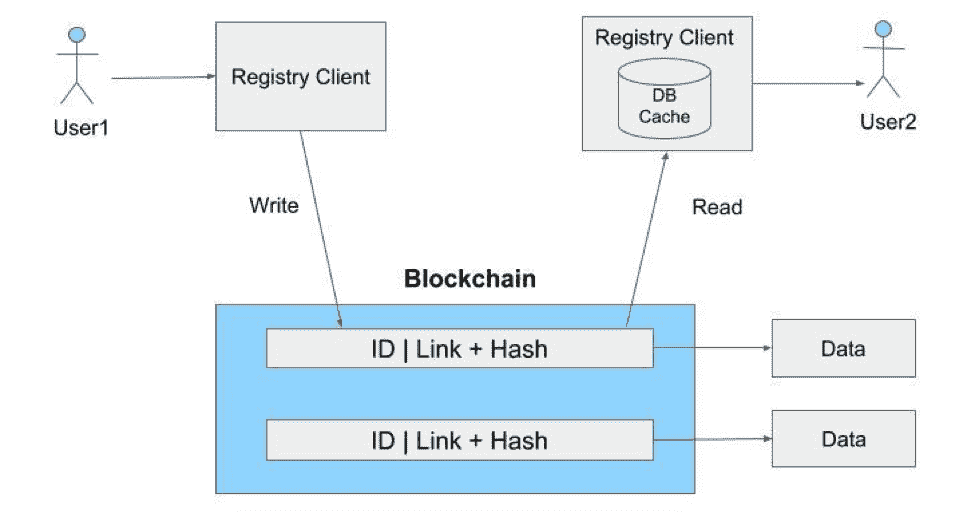 User1
Registry Client
Registry Client
DB
Cache
User2
Write
Read
Blockchain
ID | Link + Hash
Data
ID | Link + Hash
Data